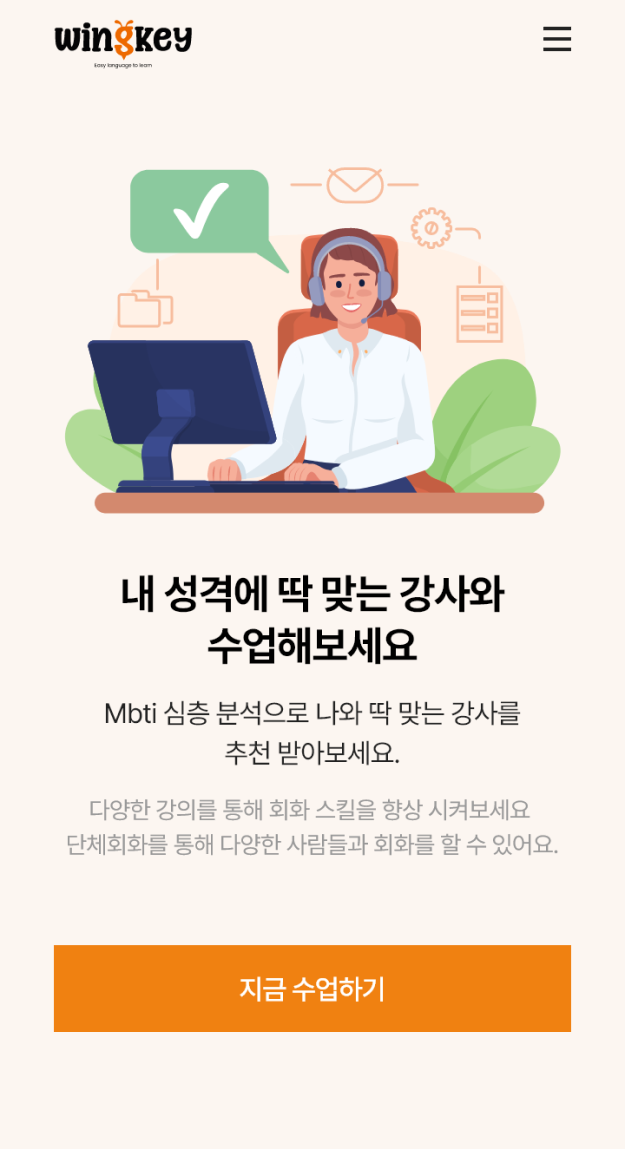 wingkey
Easy language to learn
내 성격에 딱 맞는 강사와
수업해보세요
Mbti 심층 분석으로 나와 딱 맞는 강사를
추천 받아보세요.
다양한 강의를 통해 회화 스킬을 향상 시켜보세요
단체회화를 통해 다양한 사람들과 회화를 할 수 있어요.
지금 수업하기